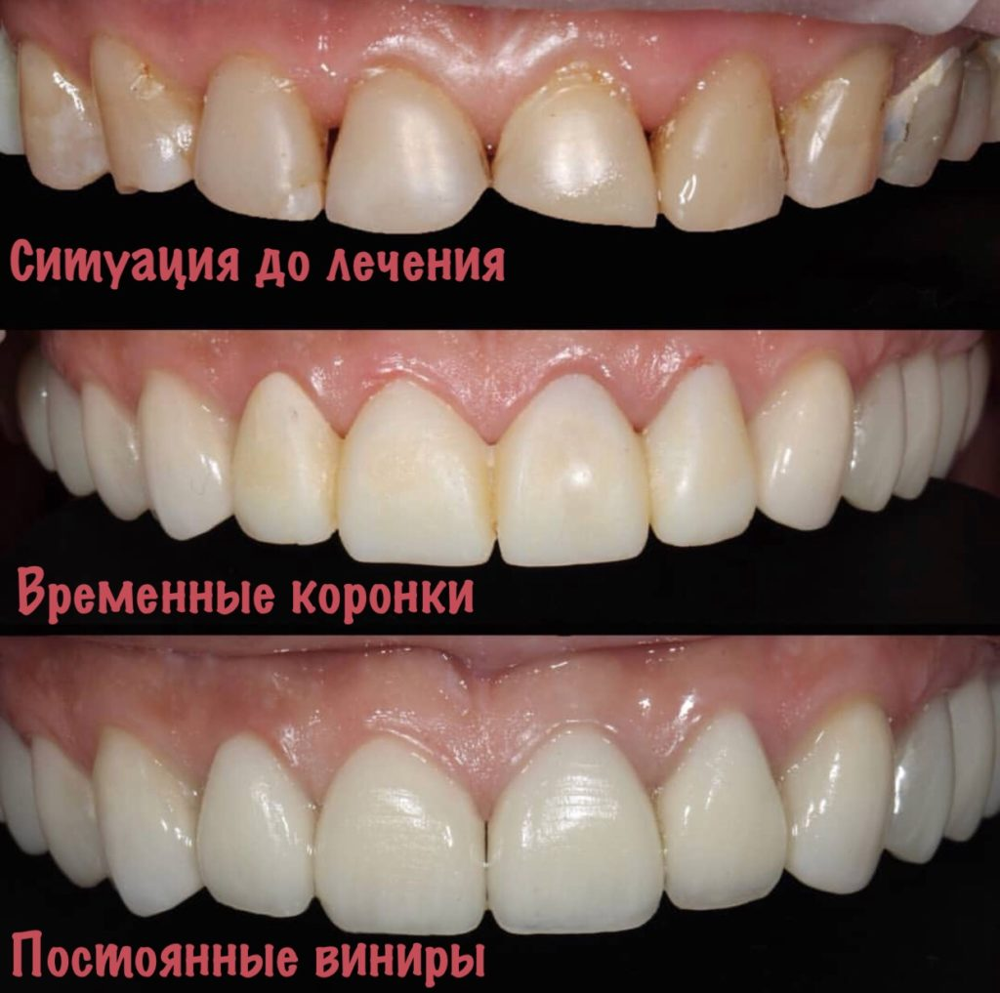 Ситуация до лечения
Временные коронки
Постоянные виниры